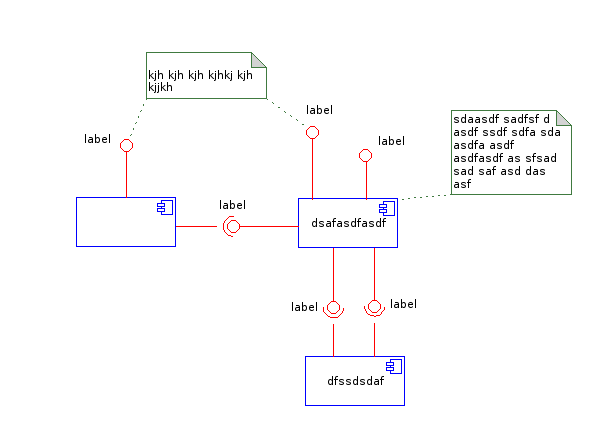 kjh kjh kjh kjhkj kjh
kjjkh
label
label
label
sdaasdf sadfsf d
asdf ssdf sdfa sda
asdfa asdf
asdfasdf as sfsad
sad saf asd das
asf
label
dsafasdfasdf
label
label
dfssdsdaf